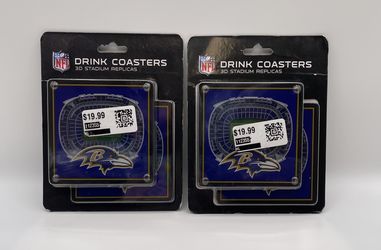 NFL
DRINK COASTERS
3D STADIUM REPLICAS
$19.99
B
NFL
DRINK COASTERS
3D STADIUM REPLICAS
$19.99
B